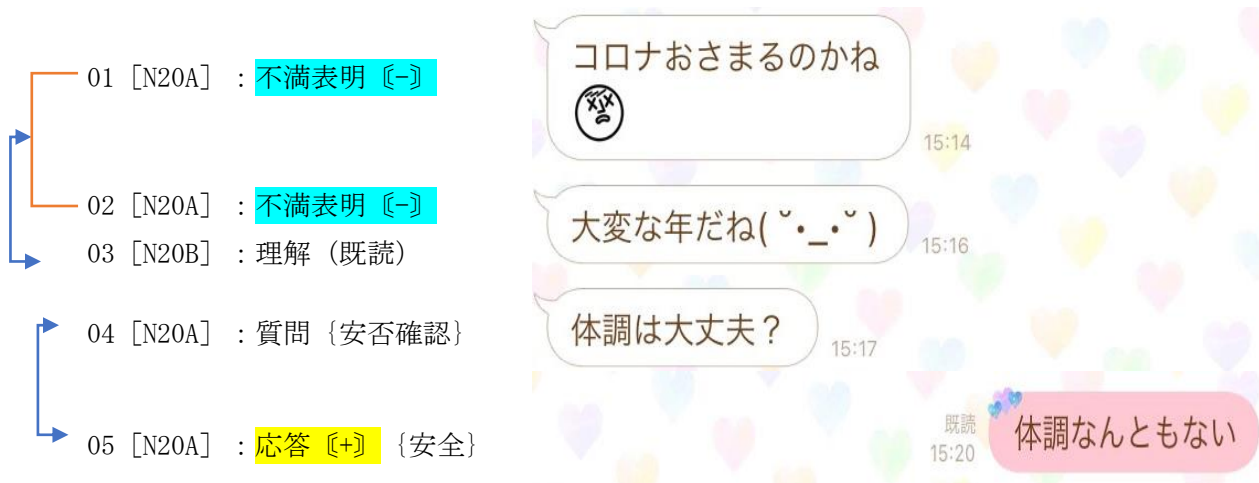 01 [N20A] :不満表明〔-〕
02 [N20A] :不満表明〔-〕
03 [N20B] :理解(既読)
04 [N20A] :質問{安否確認}
05 [N20A] :応答〔+〕{安全}
コロナおさまるのかね
15:14
大変な年だね( ˘•_•˘ )
15:16
体調は大丈夫?
15:17
既読
15:20
体調なんともない